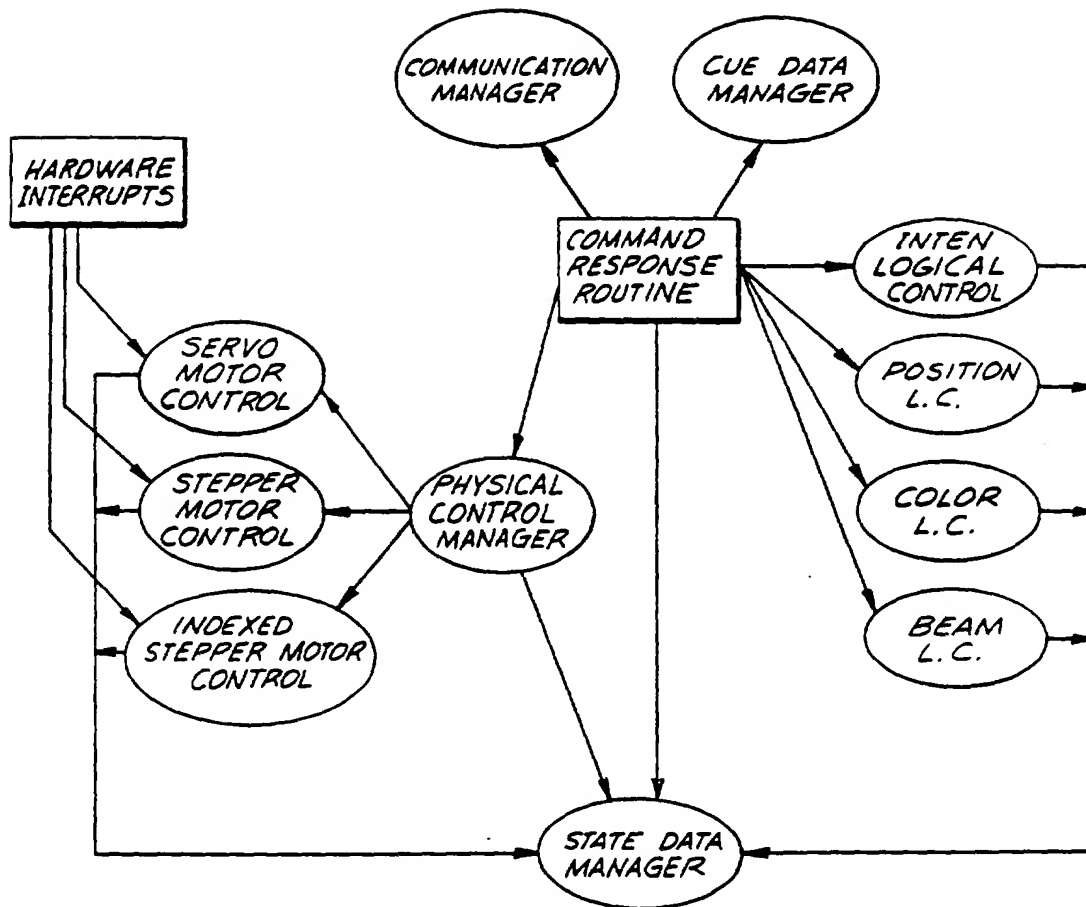 COMMUNICATION
MANAGER
CUE DATA
MANAGER
HARDWARE
INTERRUPTS
COMMAND
RESPONSE
ROUTINE
INTEN
LOGICAL
CONTROL
SERVO
MOTOR
CONTROL
POSITION
L.C.
STEPPER
MOTOR
CONTROL
PHYSICAL
CONTROL
MANAGER
COLOR
L.C.
INDEXED
STEPPER MOTOR
CONTROL
BEAM
L.C.
STATE DATA
MANAGER